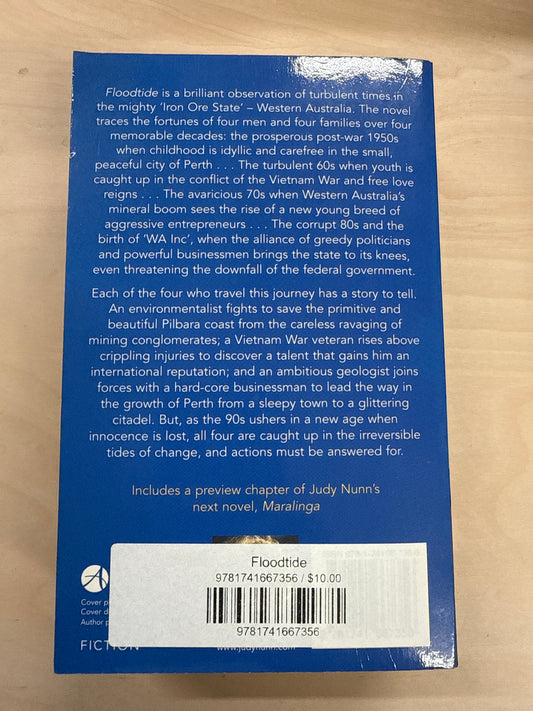 Floodtide is a brilliant observation of turbulent times in
the mighty 'Iron Ore State' – Western Australia. The novel
traces the fortunes of four men and four families over four
memorable decades: the prosperous post-war 1950s
when childhood is idyllic and carefree in the small,
peaceful city of Perth . . . The turbulent 60s when youth is
caught up in the conflict of the Vietnam War and free love
reigns . . . The avaricious 70s when Western Australia's
mineral boom sees the rise of a new young breed of
aggressive entrepreneurs . . . The corrupt 80s and the
birth of 'WA Inc', when the alliance of greedy politicians
and powerful businessmen brings the state to its knees,
even threatening the downfall of the federal government.
Each of the four who travel this journey has a story to tell.
An environmentalist fights to save the primitive and
beautiful Pilbara coast from the careless ravaging of
mining conglomerates; a Vietnam War veteran rises above
crippling injuries to discover a talent that gains him an
international reputation; and an ambitious geologist joins
forces with a hard-core businessman to lead the way in
the growth of Perth from a sleepy town to a glittering
citadel. But, as the 90s ushers in a new age when
innocence is lost, all four are caught up in the irreversible
tides of change, and actions must be answered for.
Includes a preview chapter of Judy Nunn's
next novel, Maralinga
Floodtide
9781741667356 / $10.00
9781741667356
A
Cover
Cover
Author
FICTION
www.judynunn.com